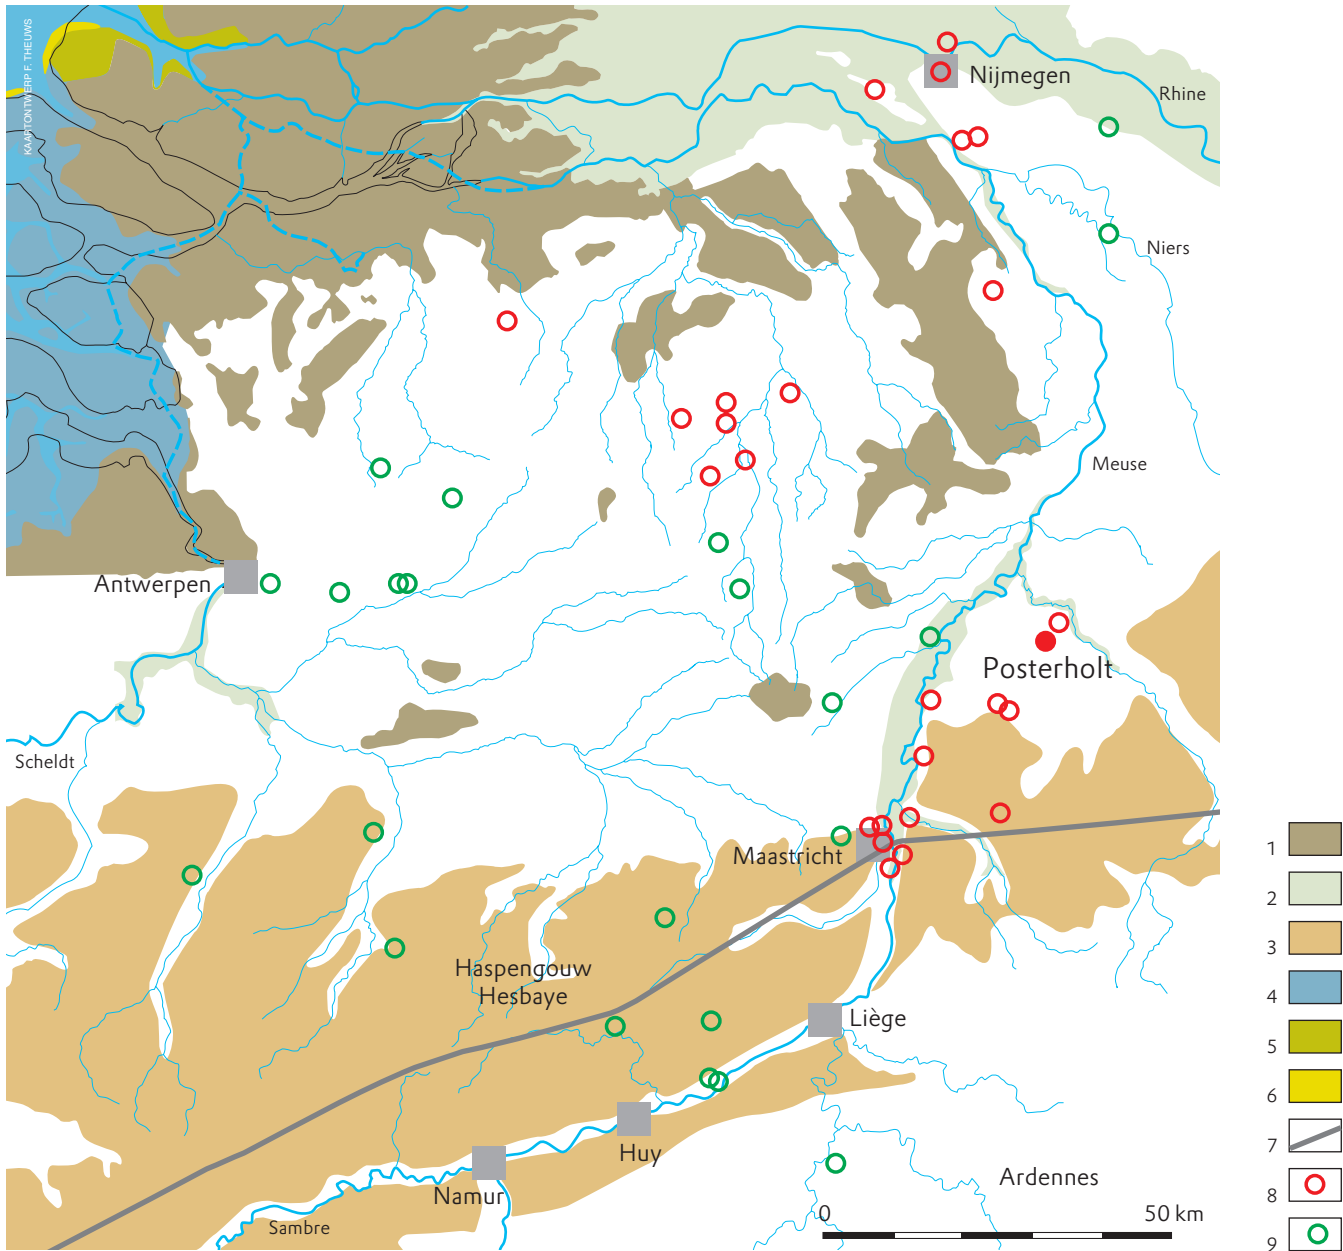 KAARTONTWERP F. THEUWS
Nijmegen
Rhine
Niers
Meuse
Antwerpen
Posterholt
Scheldt
Maastricht
Haspengouw
Hesbaye
Liège
Huy
Namur
Ardennes
Sambre
0 50 km
1
2
3
4
5
6
7
8
9